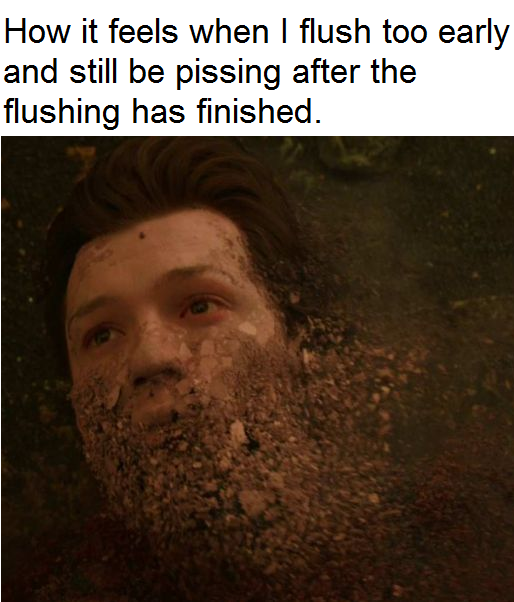 How it feels when I flush too early
and still be pissing after the
flushing has finished.